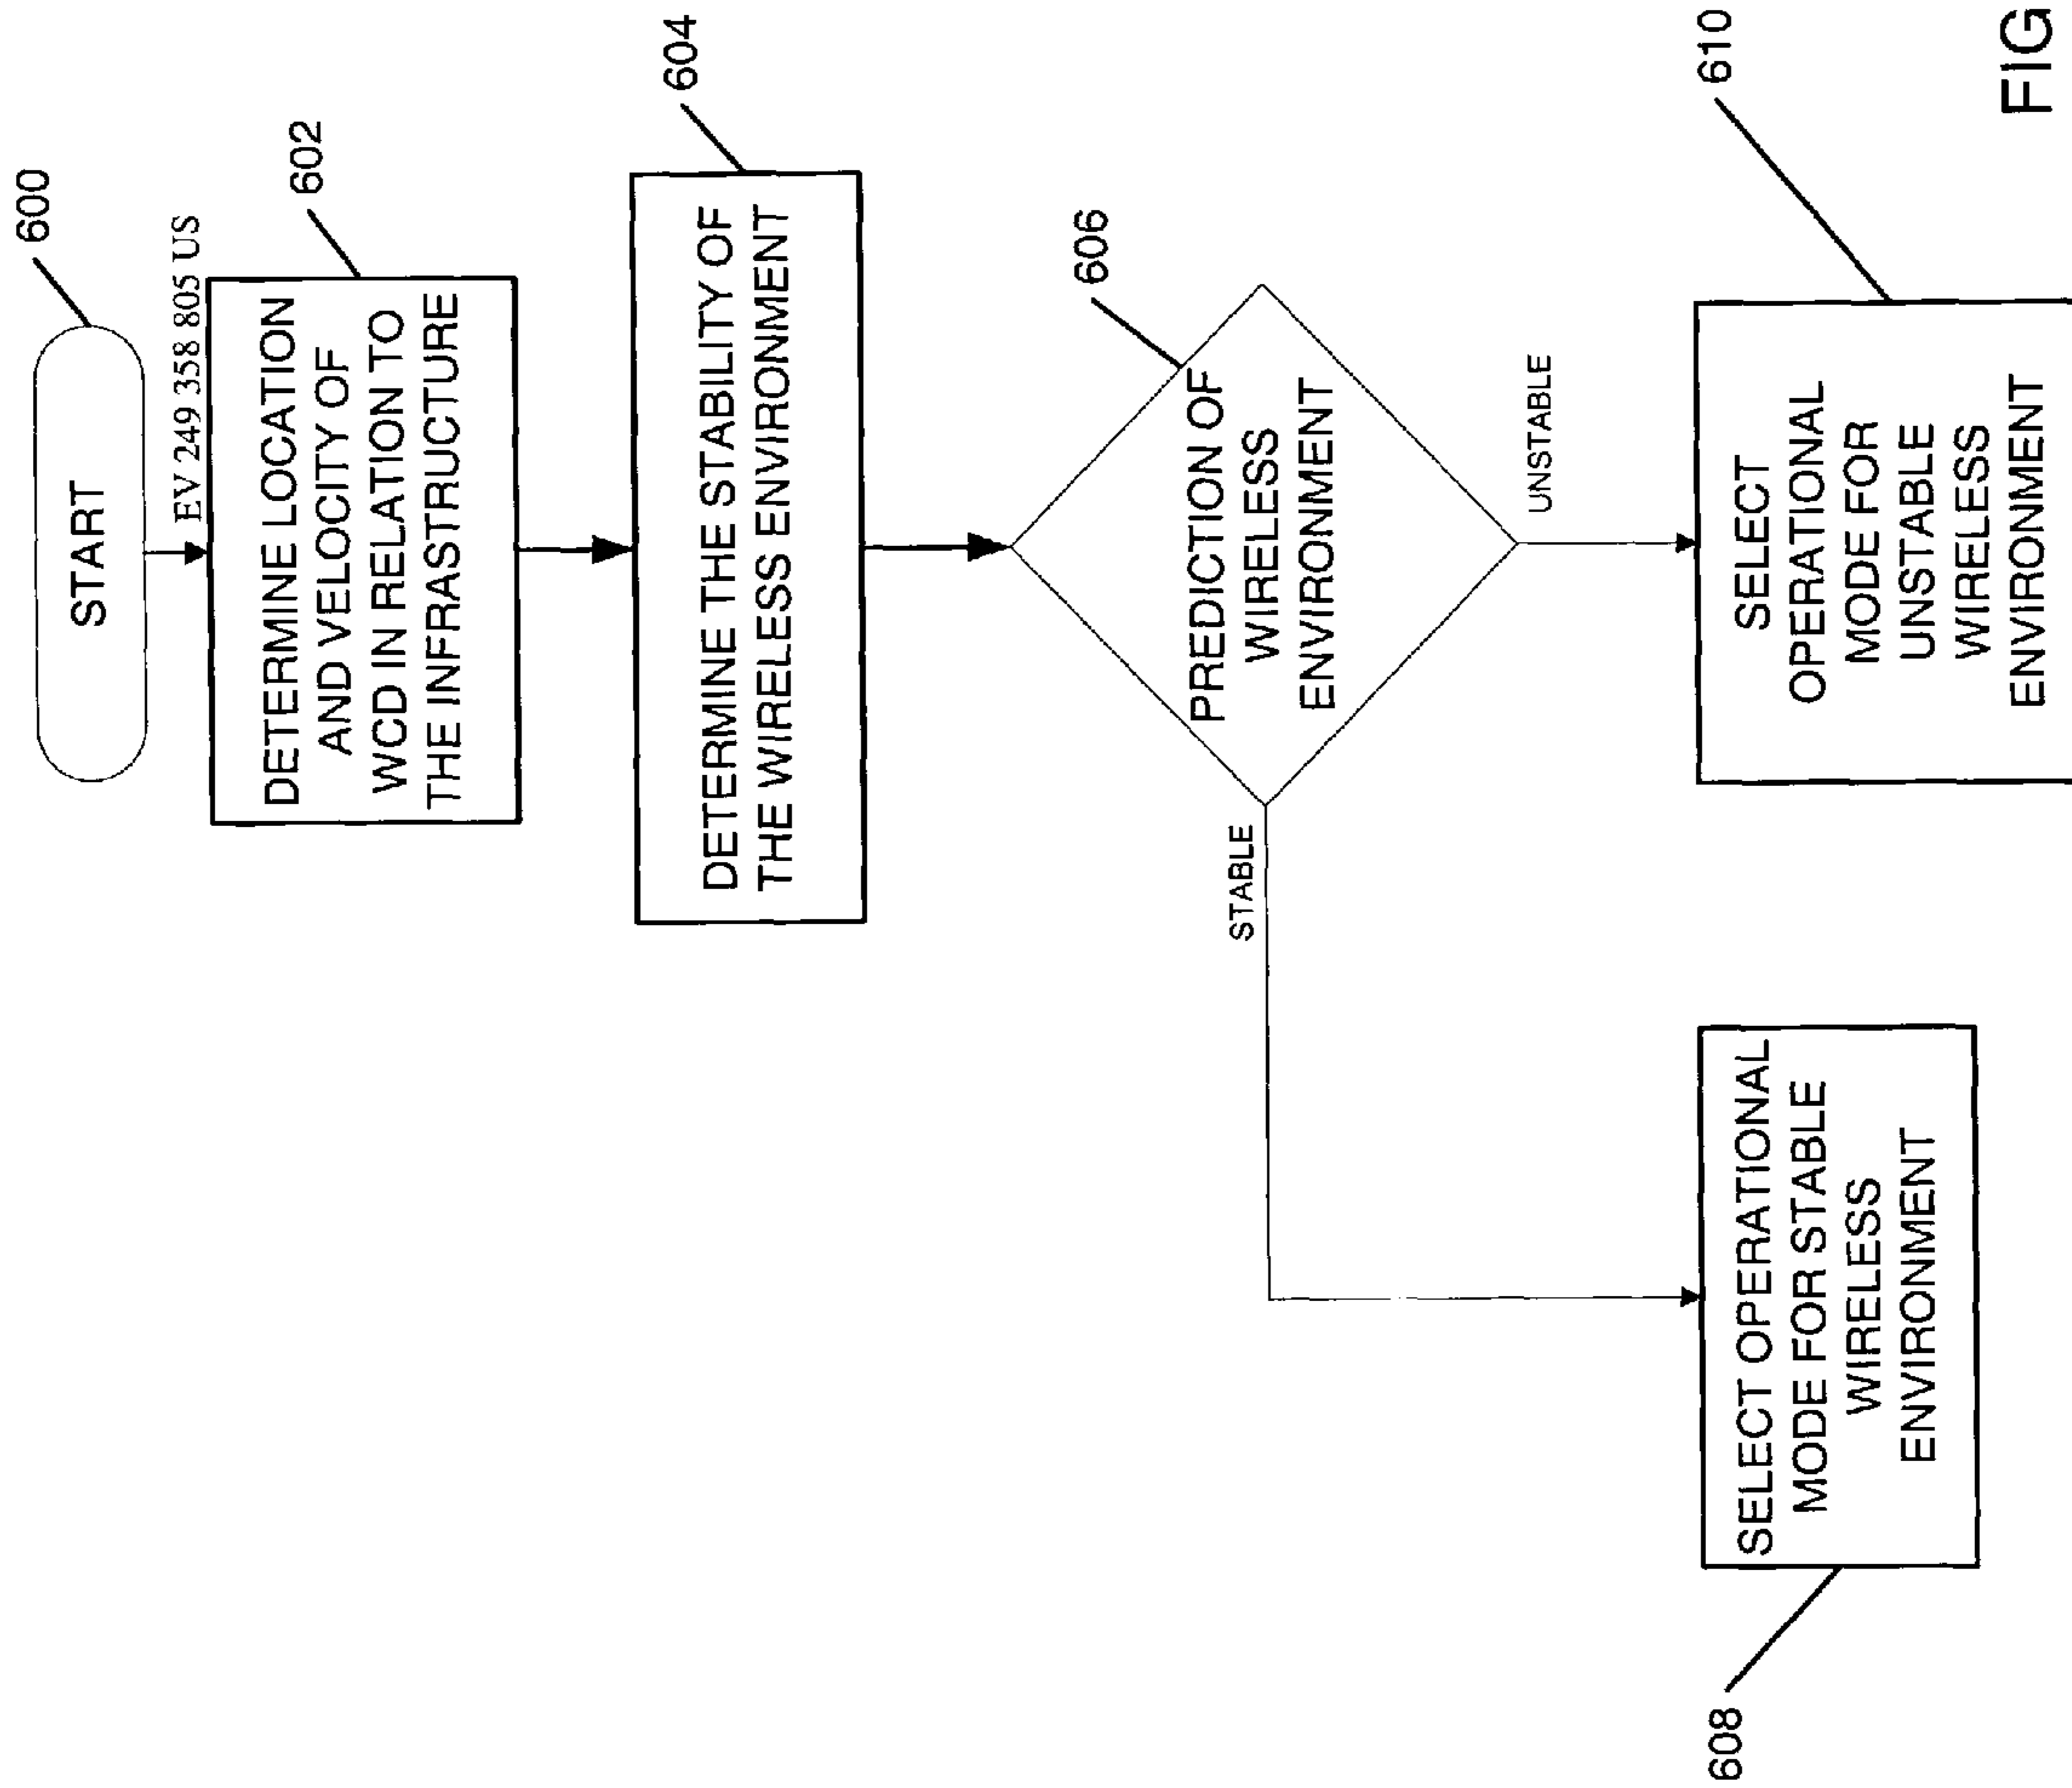 600
START
EV 249 358 805 US
602
DETERMINE LOCATION
AND VELOCITY OF
WCD IN RELATION TO
THE INFRASTRUCTURE
604
DETERMINE THE STABILITY OF
THE WIRELESS ENVIRONMENT
606
PREDICTION OF
WIRELESS
ENVIRONMENT
STABLE
UNSTABLE
608
SELECT OPERATIONAL
MODE FOR STABLE
WIRELESS
ENVIRONMENT
610
SELECT
OPERATIONAL
MODE FOR
UNSTABLE
WIRELESS
ENVIRONMENT
FIG